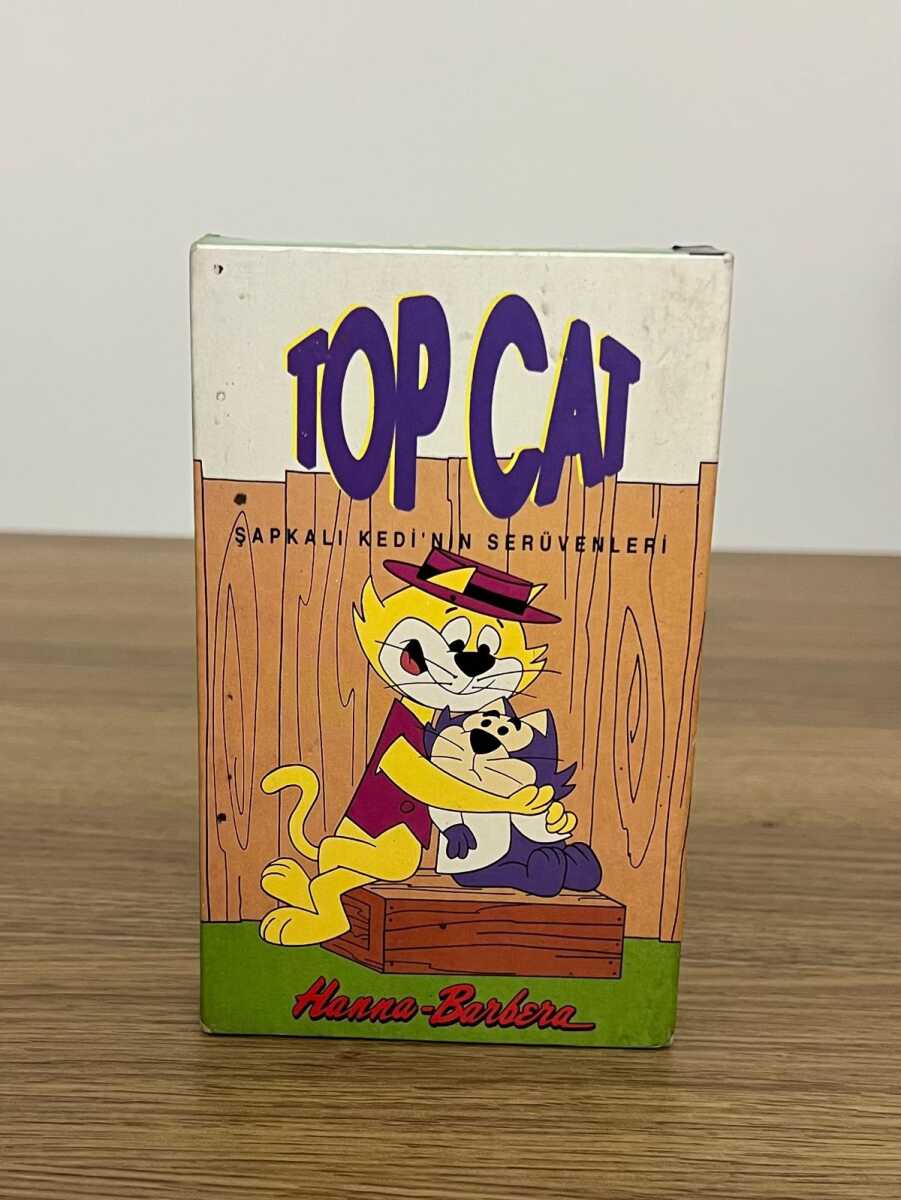 TOP CAT
ŞAPKALI KEDİ'NİN SERÜVENLERİ
Hanna-Barbera